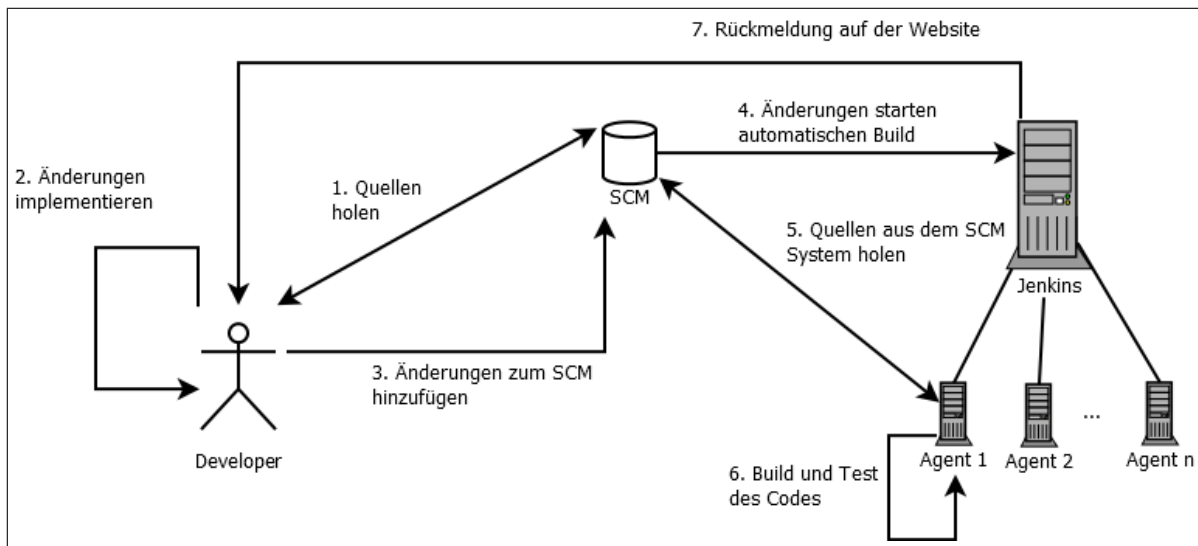 7. Rückmeldung auf der Website
4. Änderungen starten
automatischen Build
2. Änderungen
implementieren
1. Quellen
holen
SCM
5. Quellen aus dem SCM
System holen
Jenkins
3. Änderungen zum SCM
hinzufügen
Developer
...
Agent 1
Agent 2
Agent n
6. Build und Test
des Codes